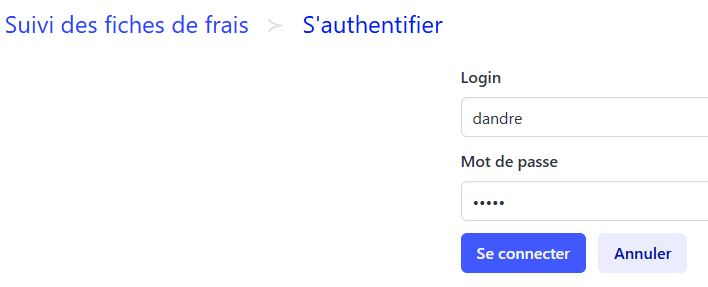 Suivi des fiches de frais ≻ S'authentifier
Login
dandre
Mot de passe
•••••
Se connecter Annuler